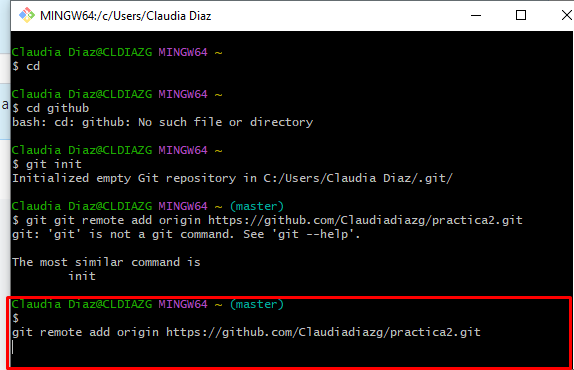 MINGW64:/c/Users/Claudia Diaz
Claudia Diaz@CLDIAZG MINGW64 ~
$ cd
Claudia Diaz@CLDIAZG MINGW64 ~
$ cd github
bash: cd: github: No such file or directory
Claudia Diaz@CLDIAZG MINGW64 ~
$ git init
Initialized empty Git repository in C:/Users/Claudia Diaz/.git/
Claudia Diaz@CLDIAZG MINGW64 ~ (master)
$ git git remote add origin https://github.com/Claudiadiazg/practica2.git
git: 'git' is not a git command. See 'git --help'.
The most similar command is
init
Claudia Diaz@CLDIAZG MINGW64 ~ (master)
$
git remote add origin https://github.com/Claudiadiazg/practica2.git